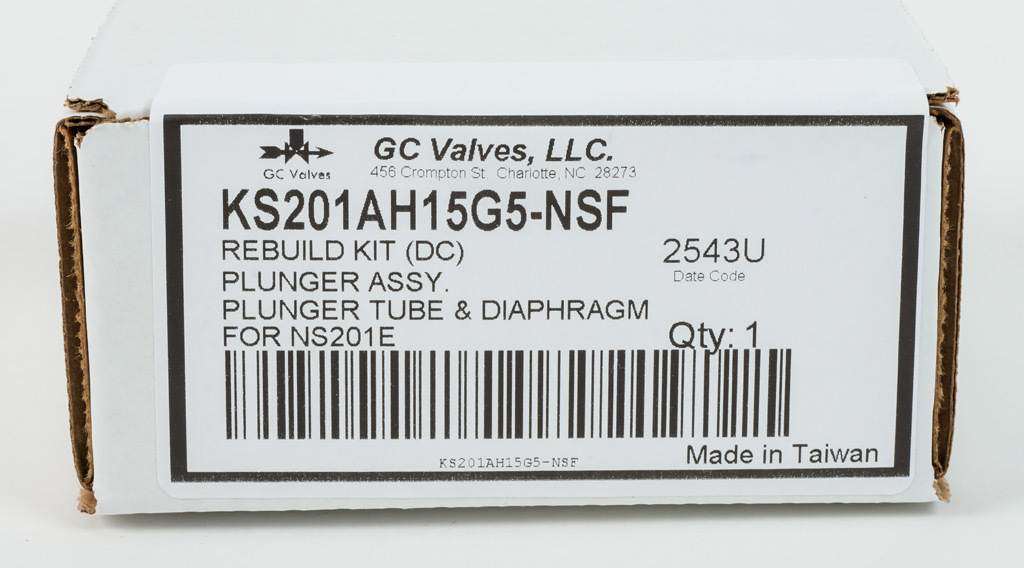 GC Valves
GC Valves, LLC.
456 Crompton St. Charlotte, NC 28273
KS201AH15G5-NSF
REBUILD KIT (DC)
2543U
Date Code
PLUNGER ASSY.
PLUNGER TUBE & DIAPHRAGM
FOR NS201E
Qty: 1
KS201AH15G5-NSF
Made in Taiwan